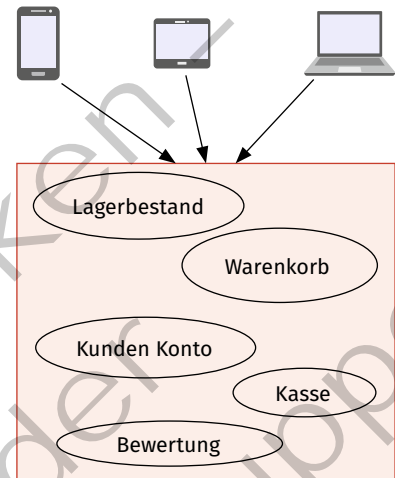 Lagerbestand
Warenkorb
Kunden Konto
Kasse
Bewertung